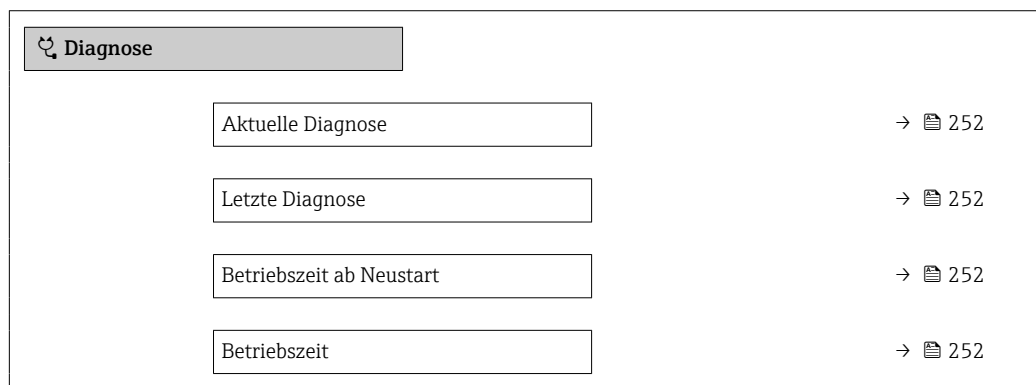 Diagnose
Aktuelle Diagnose → 252
Letzte Diagnose → 252
Betriebszeit ab Neustart → 252
Betriebszeit → 252